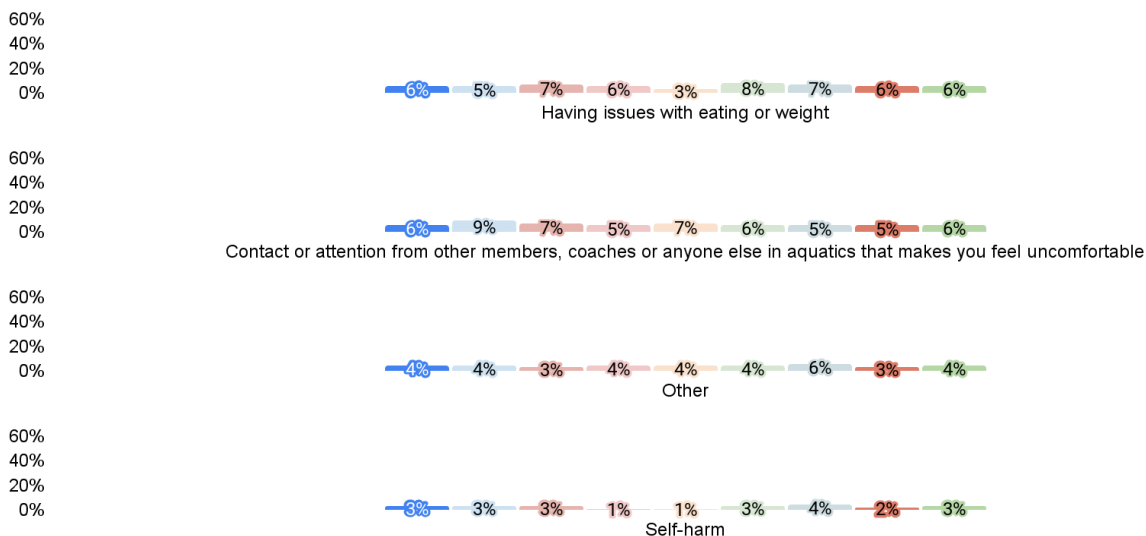 60%
40%
20%
0%
6% 5% 7% 6% 3% 8% 7% 6% 6%
Having issues with eating or weight
60%
40%
20%
0%
6% 9% 7% 5% 7% 6% 5% 5% 6%
Contact or attention from other members, coaches or anyone else in aquatics that makes you feel uncomfortable
60%
40%
20%
0%
4% 4% 3% 4% 4% 4% 6% 3% 4%
Other
60%
40%
20%
0%
3% 3% 3% 1% 1% 3% 4% 2% 3%
Self-harm